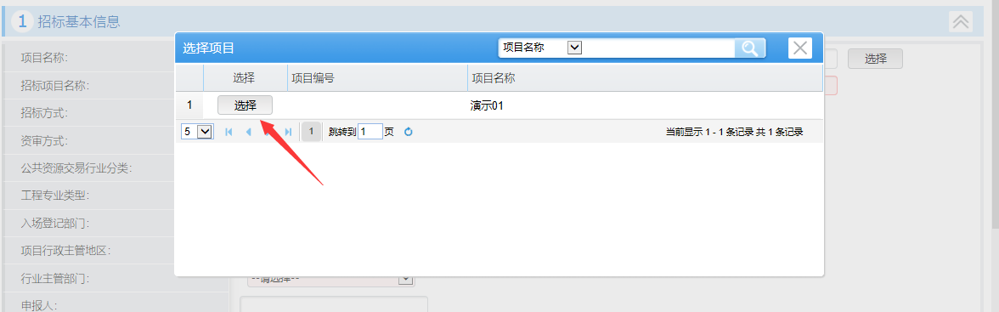 1 招标基本信息
选择项目 项目名称
项目名称: 选择
选择 项目编号 项目名称
招标项目名称:
1 选择 演示01
招标方式:
5 1 跳转到 1 页 当前显示 1 - 1 条记录 共 1 条记录
资审方式:
公共资源交易行业分类:
工程专业类型:
入场登记部门:
项目行政主管地区:
行业主管部门: --请选择--
申报人: